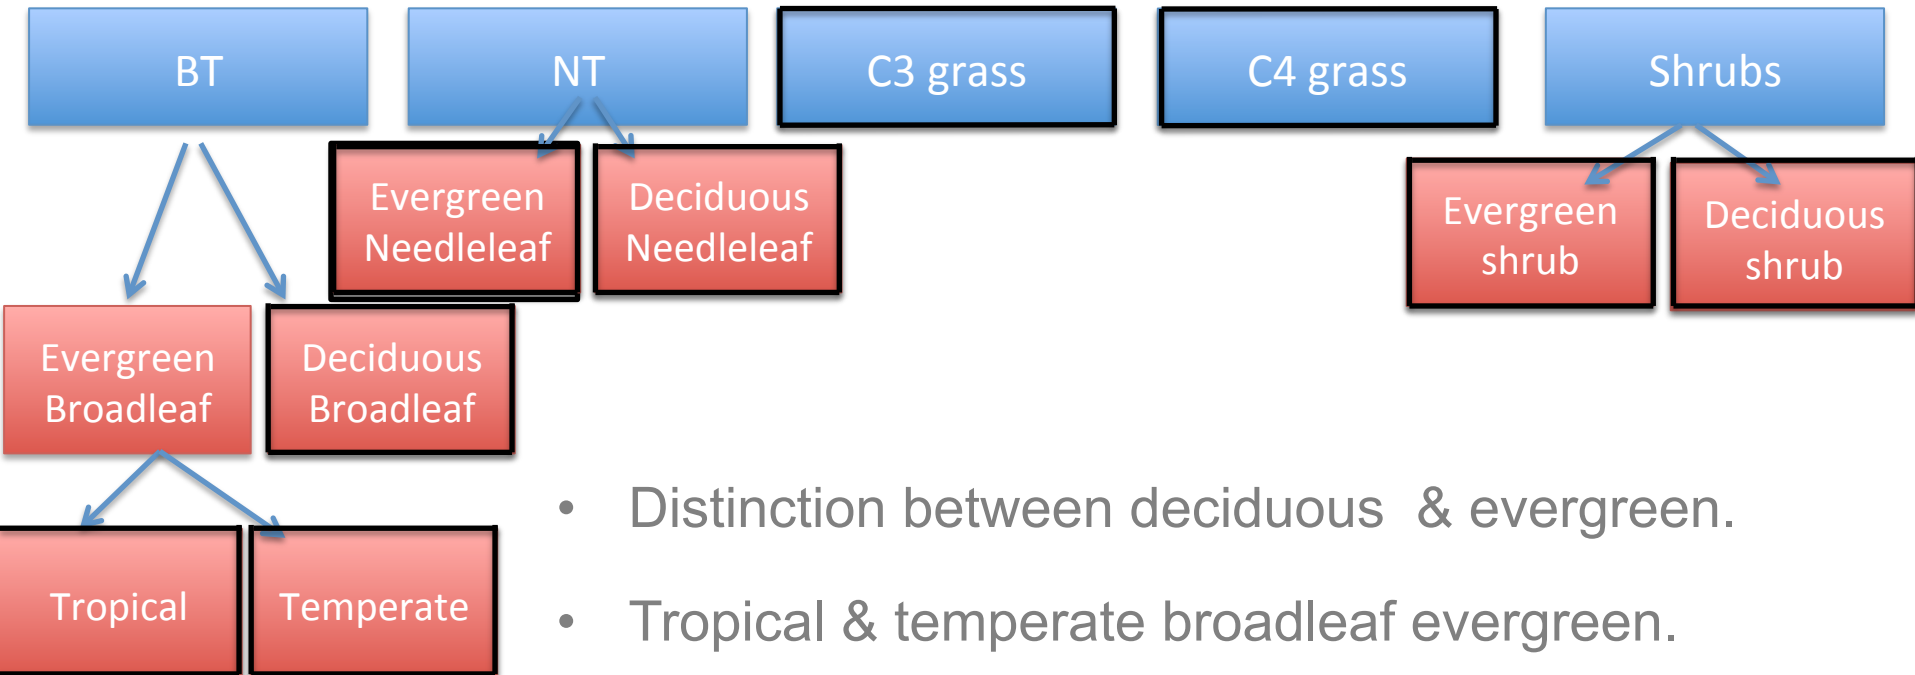 BT
NT
C3 grass
C4 grass
Shrubs
Evergreen
Needleleaf
Deciduous
Needleleaf
Evergreen
shrub
Deciduous
shrub
Evergreen
Broadleaf
Deciduous
Broadleaf
Tropical
Temperate
• Distinction between deciduous & evergreen.
• Tropical & temperate broadleaf evergreen.